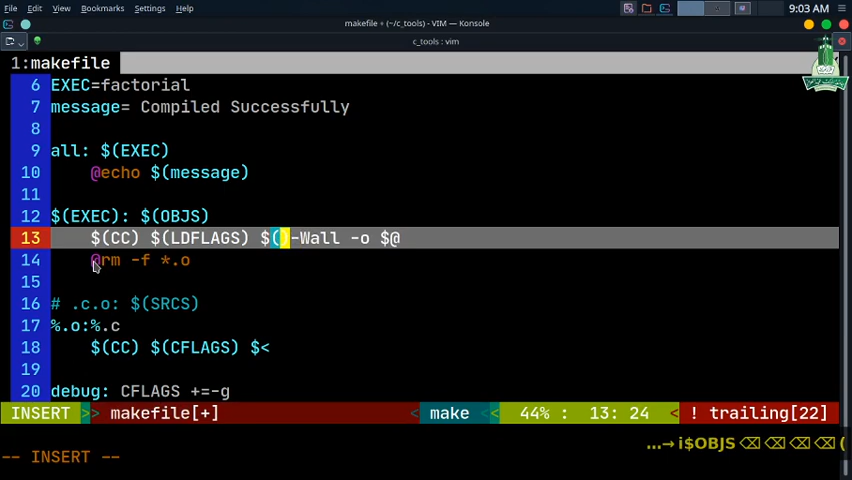 File Edit View Bookmarks Settings Help 9:03 AM
makefile + (~/c_tools) — VIM — Konsole
c_tools : vim
1:makefile
6 EXEC=factorial
7 message= Compiled Successfully
8
9 all: $(EXEC)
10 @echo $(message)
11
12 $(EXEC): $(OBJS)
13 $(CC) $(LDFLAGS) $()-Wall -o $@
14 @rm -f *.o
15
16 # .c.o: $(SRCS)
17 %.o:%.c
18 $(CC) $(CFLAGS) $<
19
20 debug: CFLAGS +=-g
INSERT >> makefile[+] < make << 44% : 13: 24 < ! trailing[22]
...→ i$OBJS⌫⌫⌫⌫(
-- INSERT --